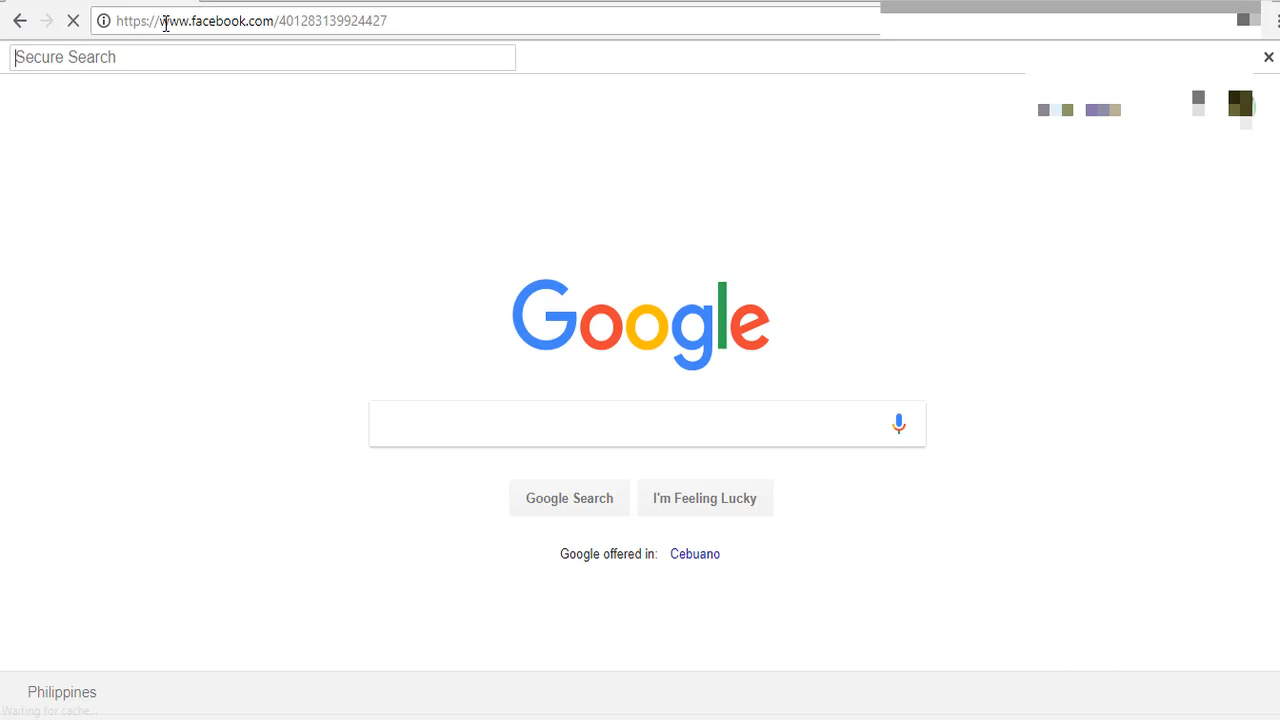 https://www.facebook.com/401283139924427
Secure Search
Google
Google Search
I'm Feeling Lucky
Google offered in: Cebuano
Philippines
Waiting for cache...